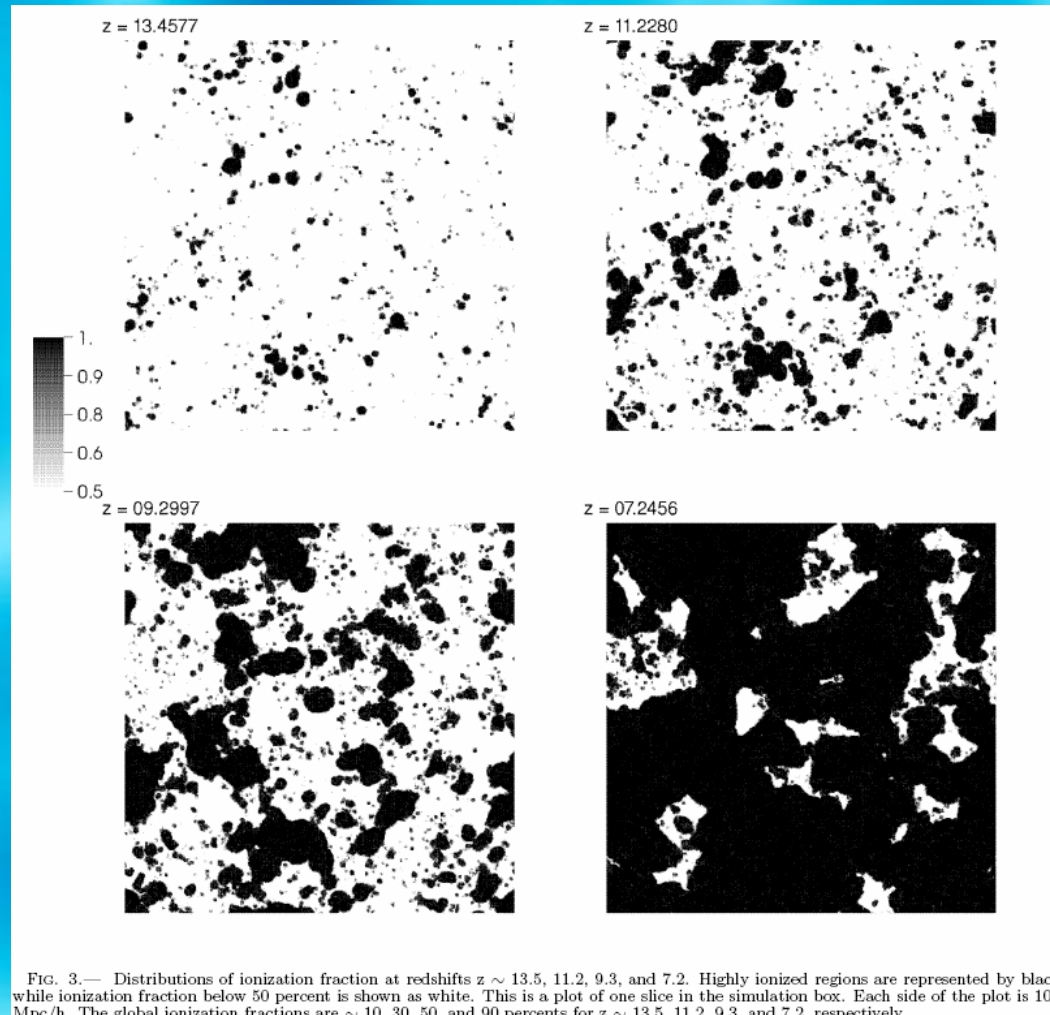 z = 13.4577
z = 11.2280
1.
0.9
0.8
0.6
0.5
z = 09.2997
z = 07.2456
FIG. 3.— Distributions of ionization fraction at redshifts z ∼ 13.5, 11.2, 9.3, and 7.2. Highly ionized regions are represented by blac
while ionization fraction below 50 percent is shown as white. This is a plot of one slice in the simulation box. Each side of the plot is 10
Mpc/h. The global ionization fractions are ∼ 10, 30, 50, and 90 percents for z ∼ 13.5, 11.2, 9.3, and 7.2, respectively